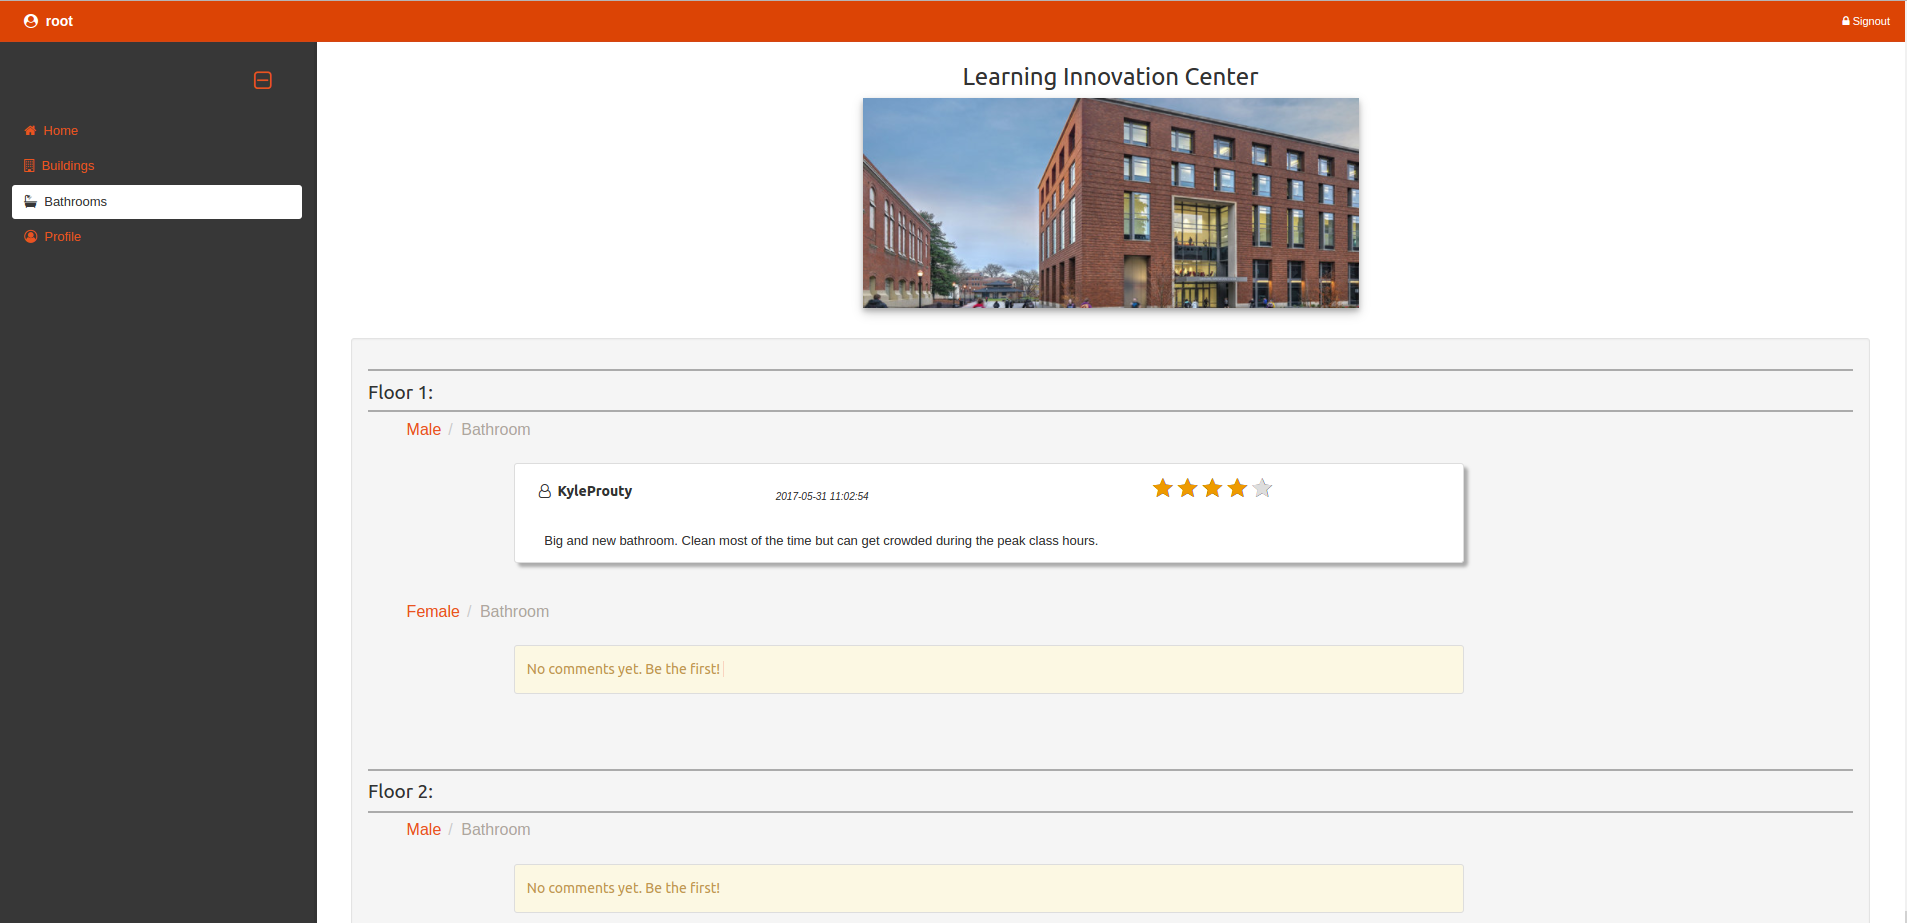 root
Signout
Home
Buildings
Bathrooms
Profile
Learning Innovation Center
Floor 1:
Male / Bathroom
KyleProuty 2017-05-31 11:02:54
Big and new bathroom. Clean most of the time but can get crowded during the peak class hours.
Female / Bathroom
No comments yet. Be the first!
Floor 2:
Male / Bathroom
No comments yet. Be the first!